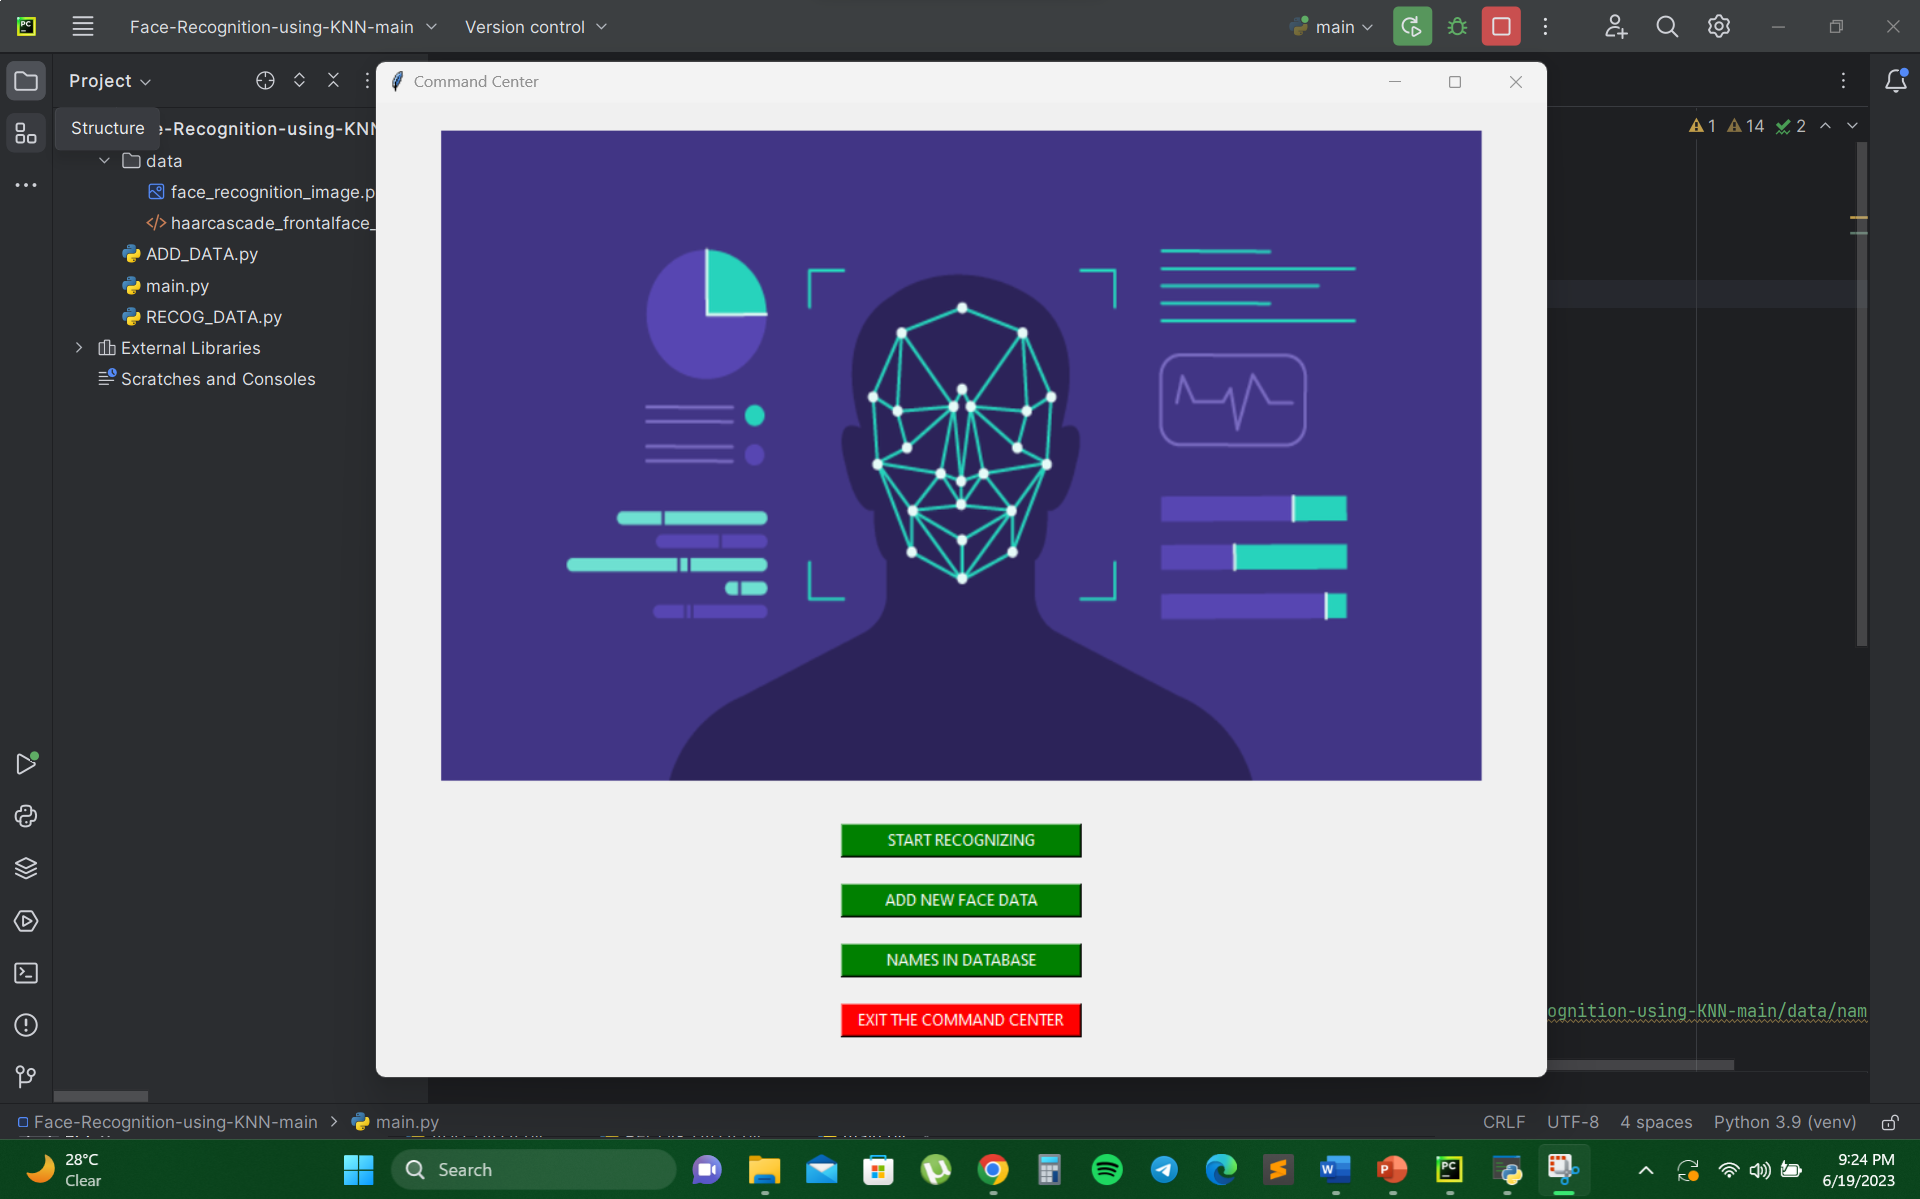 PC
Face-Recognition-using-KNN-main
Version control
main
Project
Command Center
Structure
e-Recognition-using-KNN
1 14 2
data
face_recognition_image.p
haarcascade_frontalface_
ADD_DATA.py
main.py
RECOG_DATA.py
External Libraries
Scratches and Consoles
START RECOGNIZING
ADD NEW FACE DATA
NAMES IN DATABASE
EXIT THE COMMAND CENTER
ognition-using-KNN-main/data/nam
Face-Recognition-using-KNN-main
main.py
CRLF
UTF-8
4 spaces
Python 3.9 (venv)
28°C
Clear
Search
9:24 PM
6/19/2023